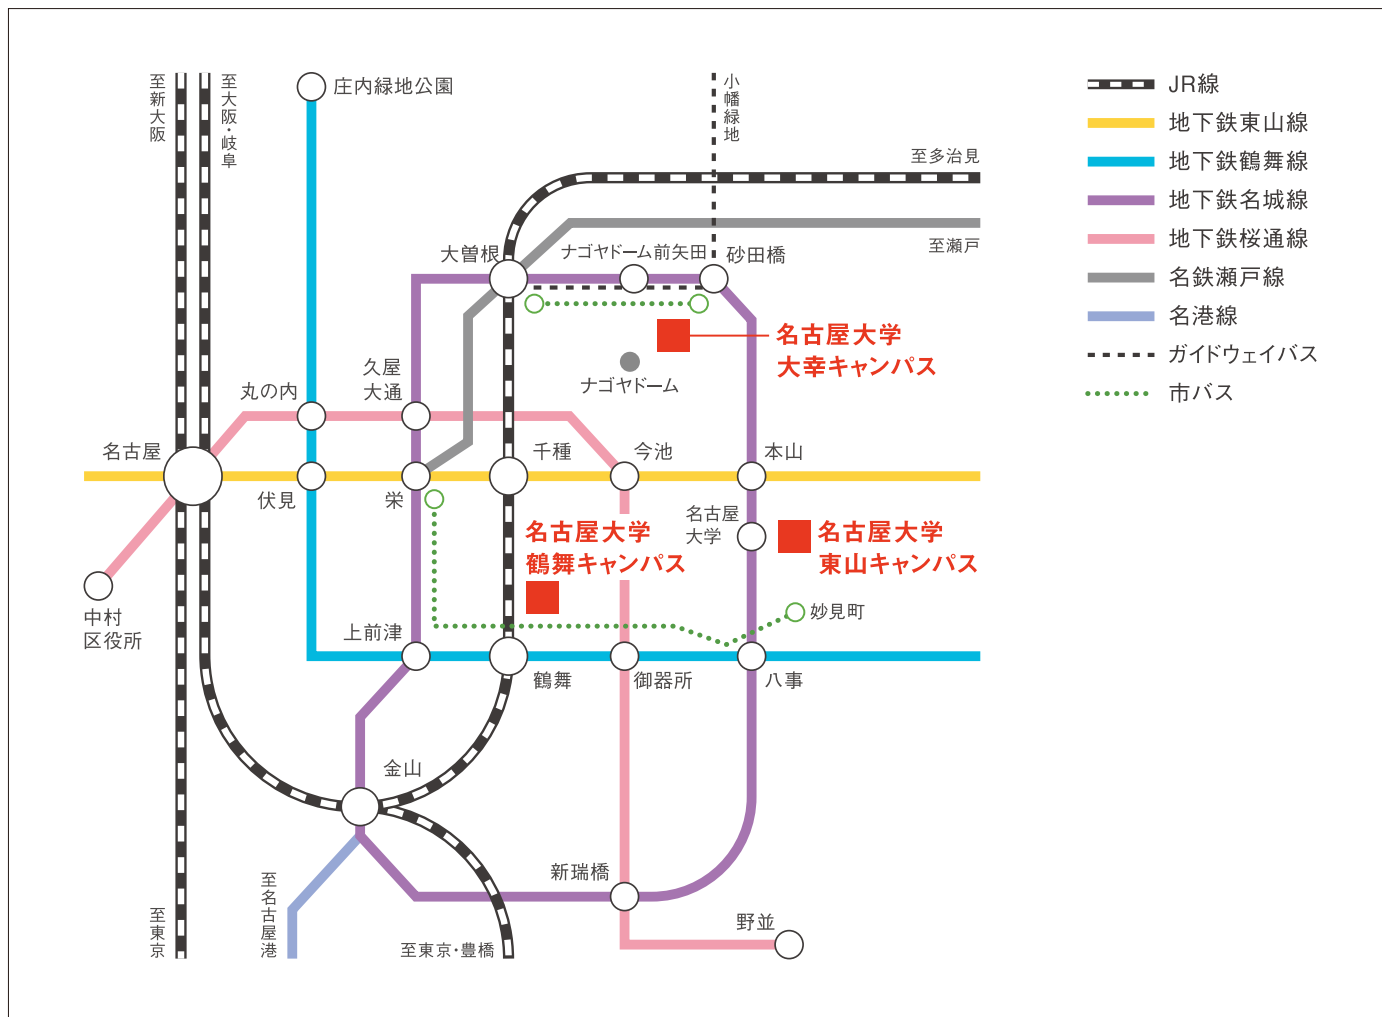 至新大阪
至大阪・岐阜
庄内緑地公園
小幡緑地
至多治見
至瀬戸
大曽根
ナゴヤドーム前矢田
砂田橋
名古屋大学
大幸キャンパス
ナゴヤドーム
久屋
大通
丸の内
名古屋
伏見
栄
千種
今池
本山
名古屋
大学
名古屋大学
鶴舞キャンパス
名古屋大学
東山キャンパス
妙見町
中村
区役所
上前津
鶴舞
御器所
八事
金山
新瑞橋
野並
至東京
至名古屋港
至東京・豊橋
JR線
地下鉄東山線
地下鉄鶴舞線
地下鉄名城線
地下鉄桜通線
名鉄瀬戸線
名港線
ガイドウェイバス
市バス